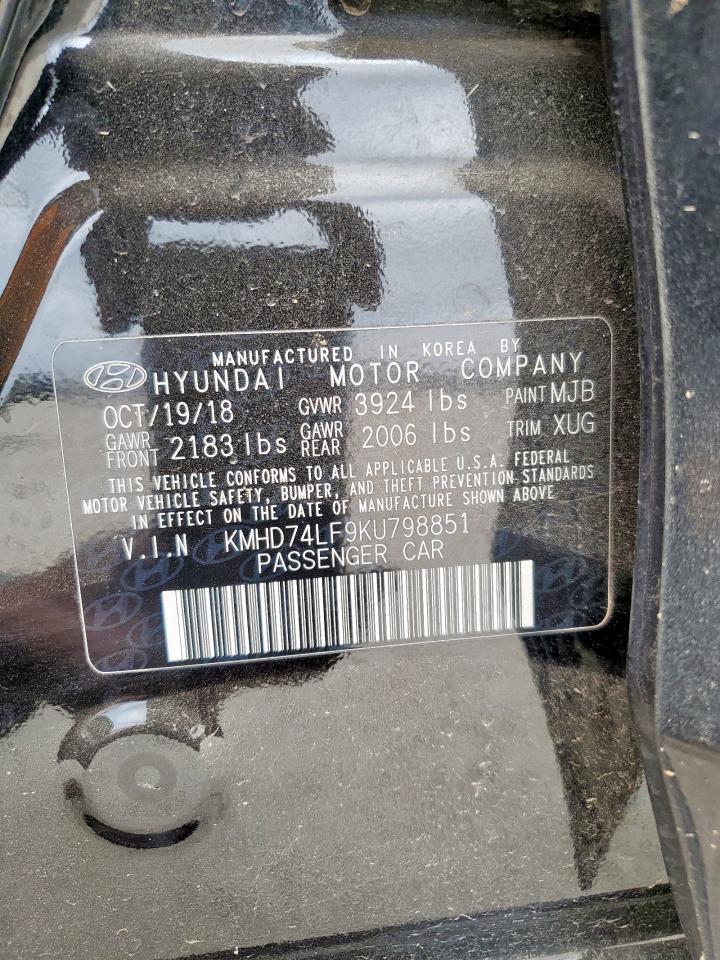 MANUFACTURED IN KOREA BY
HYUNDAI MOTOR COMPANY
OCT/19/18 GVWR 3924 lbs PAINT MJB
GAWR FRONT 2183 lbs GAWR REAR 2006 lbs TRIM XUG
THIS VEHICLE CONFORMS TO ALL APPLICABLE U.S.A. FEDERAL
MOTOR VEHICLE SAFETY, BUMPER, AND THEFT PREVENTION STANDARDS
IN EFFECT ON THE DATE OF MANUFACTURE SHOWN ABOVE
V.I.N KMHD74LF9KU798851
PASSENGER CAR